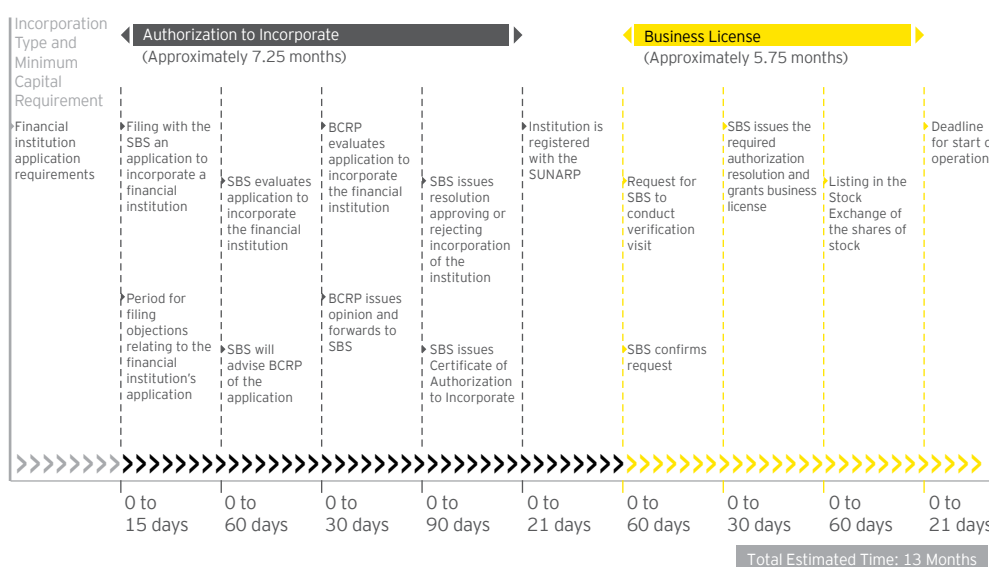 Incorporation
Type and
Minimum
Capital
Requirement
Financial
institution
application
requirements
Authorization to Incorporate
(Approximately 7.25 months)
Filing with the
SBS an
application to
incorporate a
financial
institution
Period for
filing
objections
relating to the
financial
institution's
application
SBS evaluates
application to
incorporate
the financial
institution
SBS will
advise BCRP
of the
application
BCRP
evaluates
application to
incorporate
the financial
institution
BCRP issues
opinion and
forwards to
SBS
SBS issues
resolution
approving or
rejecting
incorporation
of the
institution
SBS issues
Certificate of
Authorization
to Incorporate
Institution is
registered
with the
SUNARP
Business License
(Approximately 5.75 months)
Request for
SBS to
conduct
verification
visit
SBS confirms
request
SBS issues the
required
authorization
resolution and
grants business
license
Listing in the
Stock
Exchange of
the shares of
stock
Deadline
for start o
operation
0 to
15 days
0 to
60 days
0 to
30 days
0 to
90 days
0 to
21 days
0 to
60 days
0 to
30 days
0 to
60 days
0 to
21 days
Total Estimated Time: 13 Months